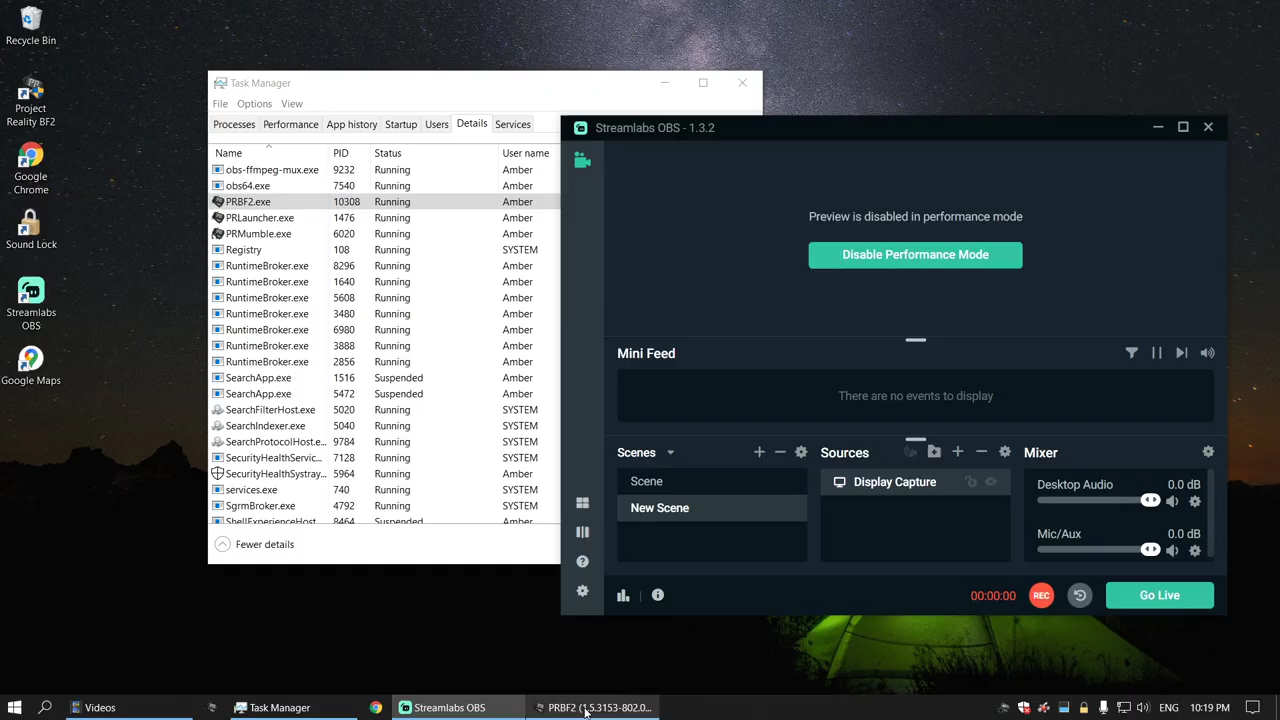 Recycle Bin
Project
Reality BF2
Google
Chrome
Sound Lock
Streamlabs
OBS
Google Maps
Task Manager
File Options View
Processes Performance App history Startup Users Details Services
Name PID Status User name
obs-ffmpeg-mux.exe 9232 Running Amber
obs64.exe 7540 Running Amber
PRBF2.exe 10308 Running Amber
PRLauncher.exe 1476 Running Amber
PRMumble.exe 6020 Running Amber
Registry 108 Running SYSTEM
RuntimeBroker.exe 8296 Running Amber
RuntimeBroker.exe 1640 Running Amber
RuntimeBroker.exe 5608 Running Amber
RuntimeBroker.exe 3480 Running Amber
RuntimeBroker.exe 6980 Running Amber
RuntimeBroker.exe 3888 Running Amber
RuntimeBroker.exe 2856 Running Amber
SearchApp.exe 1516 Suspended Amber
SearchApp.exe 5472 Suspended Amber
SearchFilterHost.exe 5020 Running SYSTEM
SearchIndexer.exe 5040 Running SYSTEM
SearchProtocolHost.e... 9784 Running SYSTEM
SecurityHealthServic... 7128 Running SYSTEM
SecurityHealthSystray... 5964 Running Amber
services.exe 740 Running SYSTEM
SgrmBroker.exe 4792 Running SYSTEM
ShellExperienceHost 8464 Suspended Amber
Fewer details
Streamlabs OBS - 1.3.2
Preview is disabled in performance mode
Disable Performance Mode
Mini Feed
There are no events to display
Scenes
Scene
New Scene
Sources
Display Capture
Mixer
Desktop Audio 0.0 dB
Mic/Aux 0.0 dB
00:00:00 REC Go Live
Videos Task Manager Streamlabs OBS PRBF2 (1.5.3153-802.0... ENG 10:19 PM